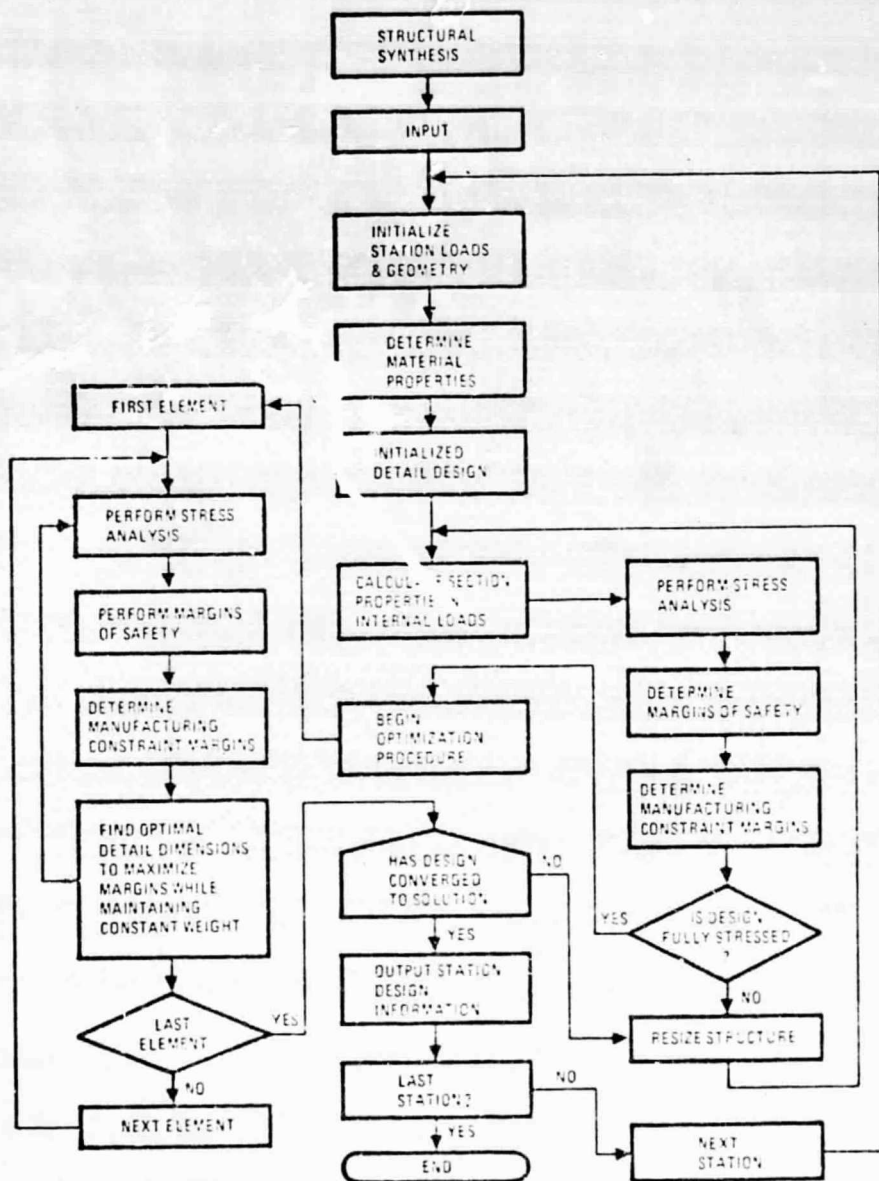 STRUCTURAL
SYNTHESIS
INPUT
INITIALIZE
STATION LOADS
& GEOMETRY
DETERMINE
MATERIAL
PROPERTIES
INITIALIZED
DETAIL DESIGN
FIRST ELEMENT
PERFORM STRESS
ANALYSIS
PERFORM MARGINS
OF SAFETY
DETERMINE
MANUFACTURING
CONSTRAINT MARGINS
FIND OPTIMAL
DETAIL DIMENSIONS
TO MAXIMIZE
MARGINS WHILE
MAINTAINING
CONSTANT WEIGHT
LAST
ELEMENT
YES
NO
NEXT ELEMENT
SECTION
INTERNAL LOADS
PERFORM STRESS
ANALYSIS
DETERMINE
MARGINS OF SAFETY
DETERMINE
MANUFACTURING
CONSTRAINT MARGINS
IS DESIGN
FULLY STRESSED
?
YES
NO
RESIZE STRUCTURE
BEGIN
OPTIMIZATION
PROCEDURE
HAS DESIGN
CONVERGED
TO SOLUTION
NO
YES
OUTPUT STATION
DESIGN
INFORMATION
LAST
STATION?
NO
YES
END
NEXT
STATION